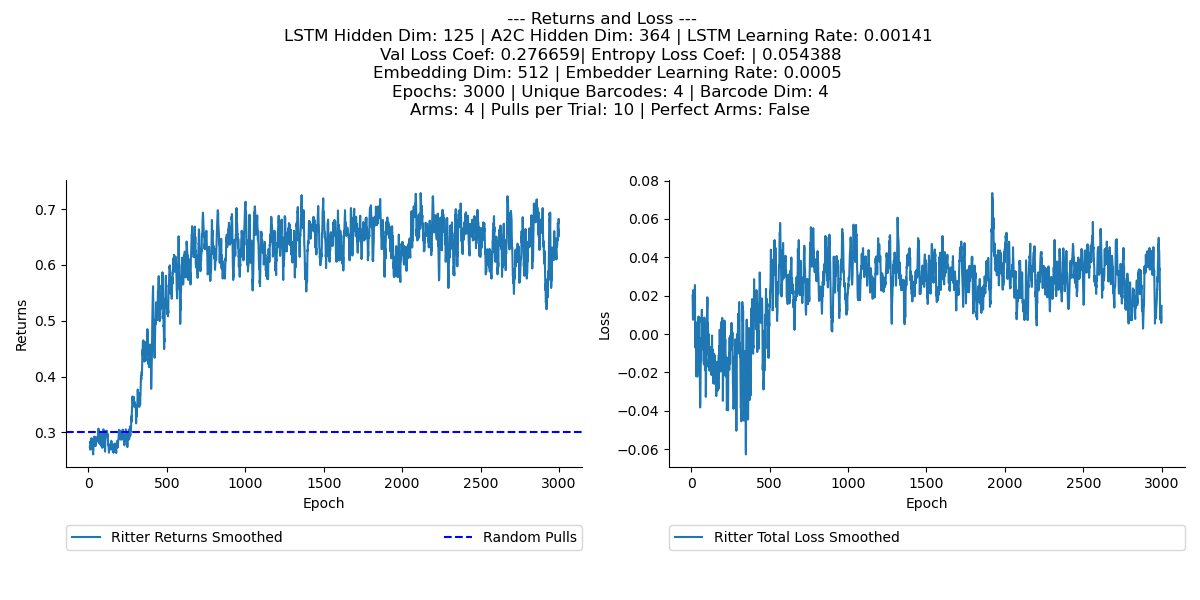 --- Returns and Loss ---
LSTM Hidden Dim: 125 | A2C Hidden Dim: 364 | LSTM Learning Rate: 0.00141
Val Loss Coef: 0.276659| Entropy Loss Coef: | 0.054388
Embedding Dim: 512 | Embedder Learning Rate: 0.0005
Epochs: 3000 | Unique Barcodes: 4 | Barcode Dim: 4
Arms: 4 | Pulls per Trial: 10 | Perfect Arms: False
Returns
0.7
0.6
0.5
0.4
0.3
0 500 1000 1500 2000 2500 3000
Epoch
Ritter Returns Smoothed
Random Pulls
Loss
0.08
0.06
0.04
0.02
0.00
−0.02
−0.04
−0.06
0 500 1000 1500 2000 2500 3000
Epoch
Ritter Total Loss Smoothed